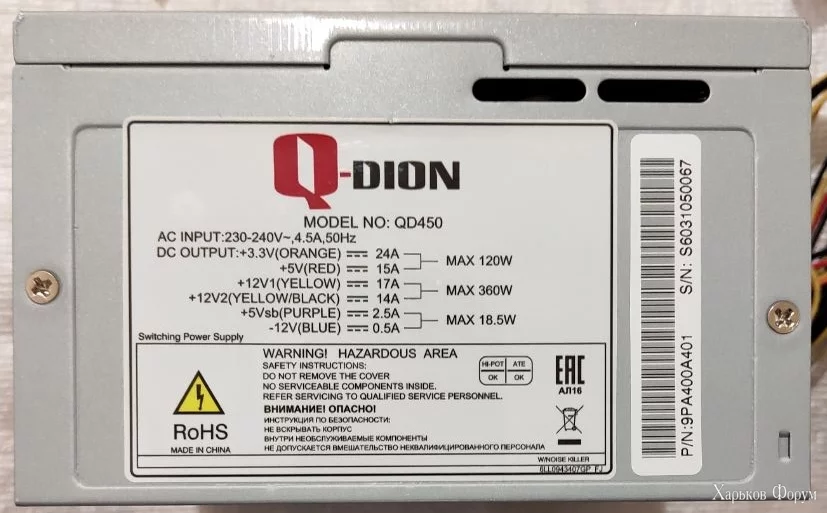 Q-DION
MODEL NO: QD450
AC INPUT:230-240V~,4.5A,50Hz
DC OUTPUT:+3.3V(ORANGE) 24A
+5V(RED) 15A
MAX 120W
+12V1(YELLOW) 17A
+12V2(YELLOW/BLACK) 14A
MAX 360W
+5Vsb(PURPLE) 2.5A
-12V(BLUE) 0.5A
MAX 18.5W
Switching Power Supply
WARNING! HAZARDOUS AREA
SAFETY INSTRUCTIONS:
DO NOT REMOVE THE COVER
NO SERVICEABLE COMPONENTS INSIDE.
REFER SERVICING TO QUALIFIED SERVICE PERSONNEL.
ВНИМАНИЕ! ОПАСНО!
ИНСТРУКЦИЯ ПО БЕЗОПАСНОСТИ:
НЕ ВСКРЫВАТЬ КОРПУС
ВНУТРИ НЕОБСЛУЖИВАЕМЫЕ КОМПОНЕНТЫ
НЕ ДОПУСКАЕТСЯ ВМЕШАТЕЛЬСТВО НЕКВАЛИФИЦИРОВАННОГО ПЕРСОНАЛА
RoHS
MADE IN CHINA
HI-POT ATE
OK OK
EAC
АЛ16
W/NOISE KILLER
6LL0943407GP FJ
S/N: S6031050067
P/N:9PA400A401
Харьков Форум